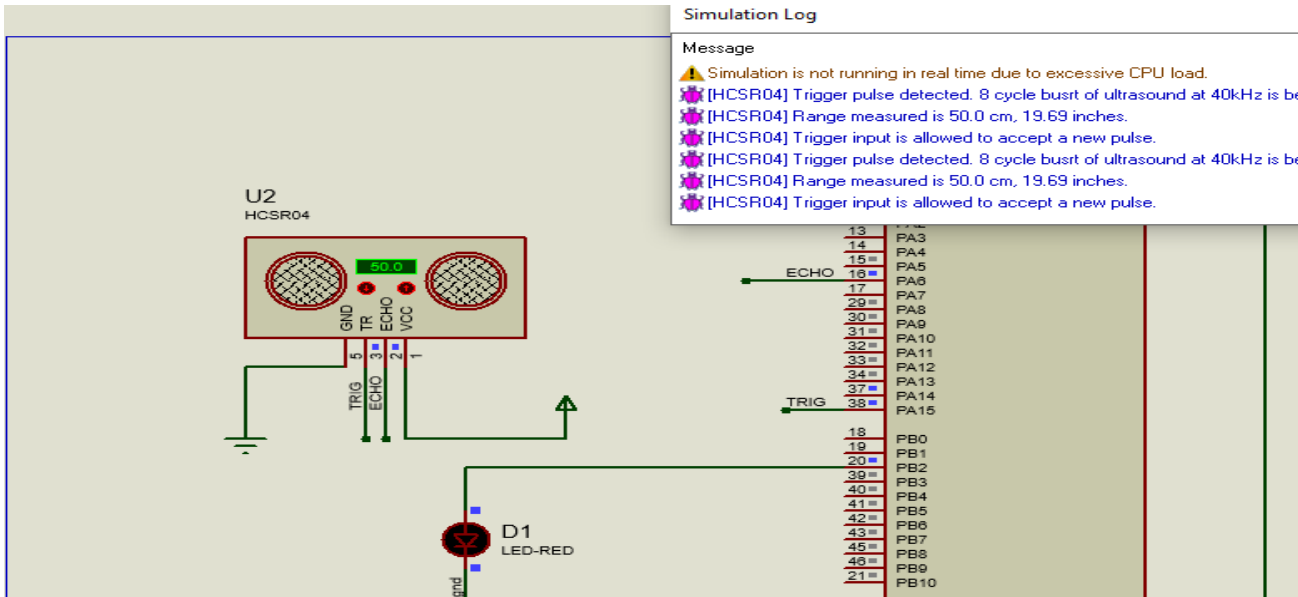 Simulation Log
Message
Simulation is not running in real time due to excessive CPU load.
[HCSR04] Trigger pulse detected. 8 cycle busrt of ultrasound at 40kHz is be
[HCSR04] Range measured is 50.0 cm, 19.69 inches.
[HCSR04] Trigger input is allowed to accept a new pulse.
[HCSR04] Trigger pulse detected. 8 cycle busrt of ultrasound at 40kHz is be
[HCSR04] Range measured is 50.0 cm, 19.69 inches.
[HCSR04] Trigger input is allowed to accept a new pulse.
U2
HCSR04
50.0
GND
TR
ECHO
VCC
5
3
2
1
TRIG
ECHO
13 PA3
14 PA4
15 PA5
ECHO 16 PA6
17 PA7
29 PA8
30 PA9
31 PA10
32 PA11
33 PA12
34 PA13
37 PA14
TRIG 38 PA15
18 PB0
19 PB1
20 PB2
39 PB3
40 PB4
41 PB5
42 PB6
43 PB7
45 PB8
46 PB9
21 PB10
D1
LED-RED
gnd